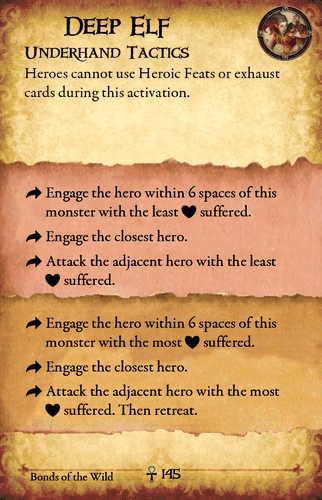 Deep Elf
Underhand Tactics
Heroes cannot use Heroic Feats or exhaust
cards during this activation.
Engage the hero within 6 spaces of this
monster with the least ♥ suffered.
Engage the closest hero.
Attack the adjacent hero with the least
♥ suffered.
Engage the hero within 6 spaces of this
monster with the most ♥ suffered.
Engage the closest hero.
Attack the adjacent hero with the most
♥ suffered. Then retreat.
Bonds of the Wild ☥ 145